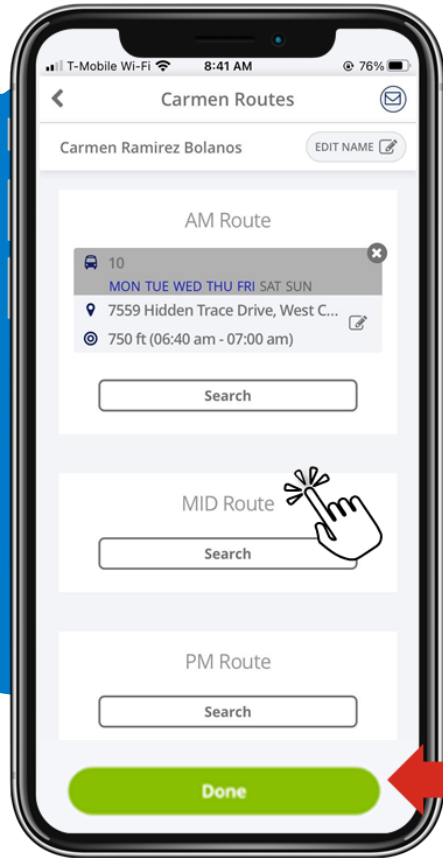 T-Mobile Wi-Fi 8:41 AM 76%
Carmen Routes
Carmen Ramirez Bolanos EDIT NAME
AM Route
10
MON TUE WED THU FRI SAT SUN
7559 Hidden Trace Drive, West C...
750 ft (06:40 am - 07:00 am)
Search
MID Route
Search
PM Route
Search
Done